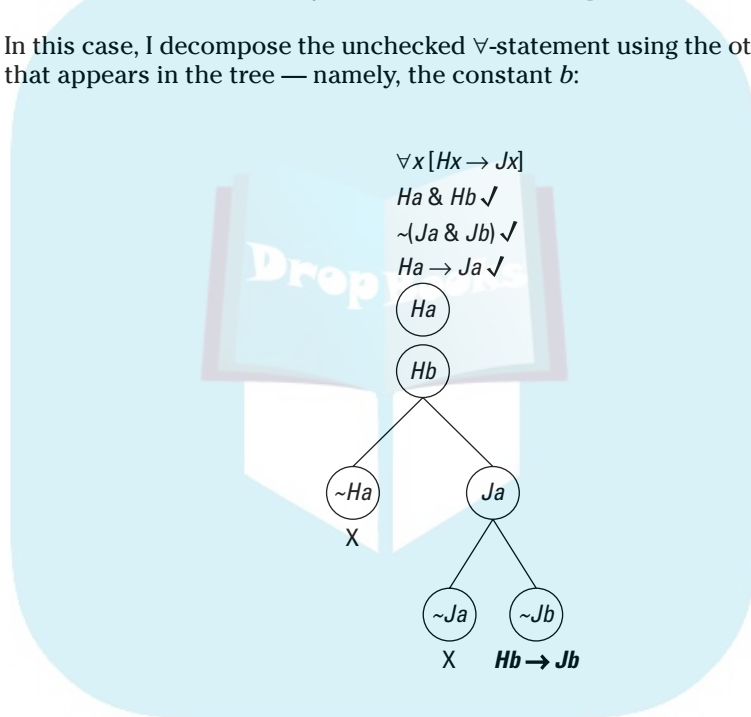 In this case, I decompose the unchecked ∀-statement using the
that appears in the tree — namely, the constant b:
∀x [Hx → Jx]
Ha & Hb ✓
~(Ja & Jb) ✓
Ha → Ja ✓
Ha
Hb
~Ha Ja
X
~Ja ~Jb
X Hb → Jb